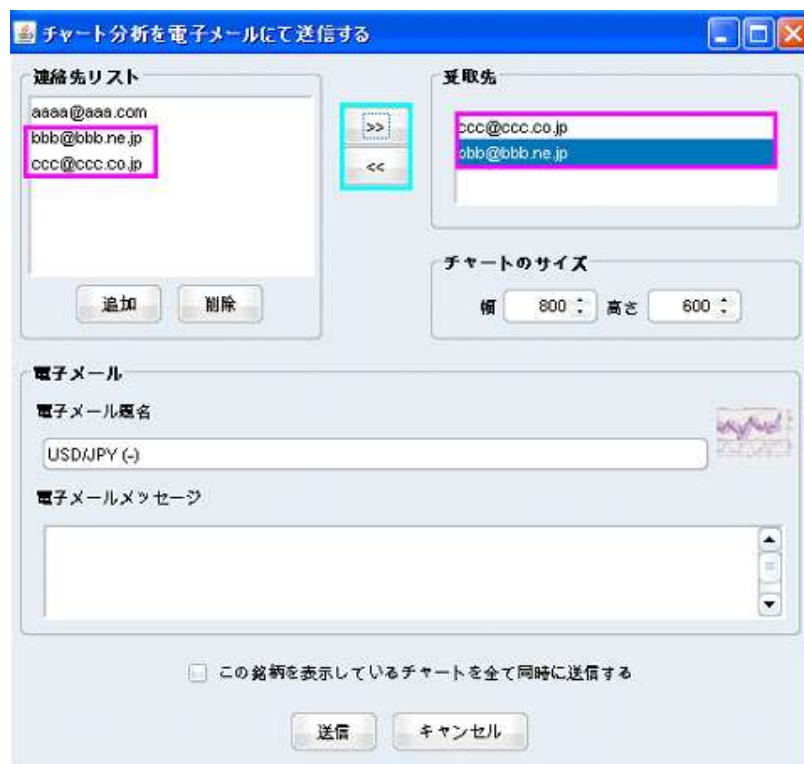 チャート分析を電子メールにて送信する
連絡先リスト
aaaa@aaa.com
bbb@bbb.ne.jp
ccc@ccc.co.jp
追加 削除
>>
<<
受取先
ccc@ccc.co.jp
bbb@bbb.ne.jp
チャートのサイズ
幅 800 高さ 600
電子メール
電子メール題名
USD/JPY (-)
電子メールメッセージ
この銘柄を表示しているチャートを全て同時に送信する
送信 キャンセル